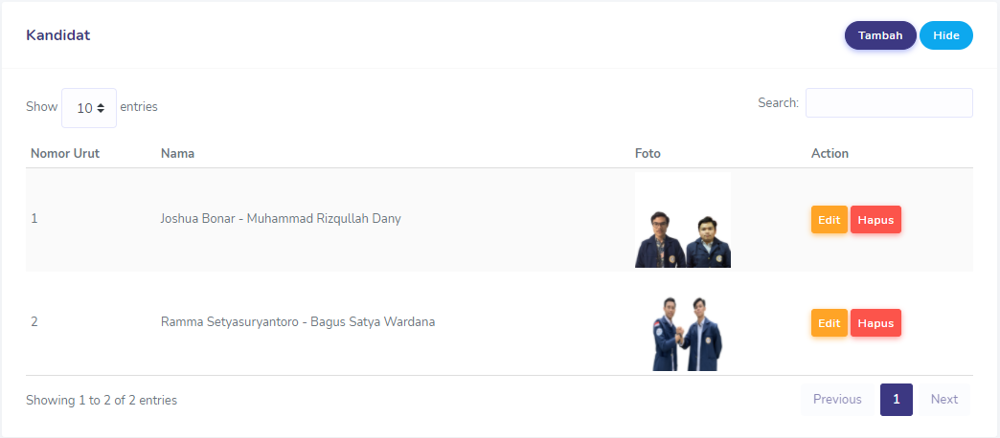 Kandidat
Tambah Hide
Show 10 entries
Search:
Nomor Urut Nama Foto Action
1 Joshua Bonar - Muhammad Rizqullah Dany Edit Hapus
2 Ramma Setyasuryantoro - Bagus Satya Wardana Edit Hapus
Showing 1 to 2 of 2 entries
Previous 1 Next